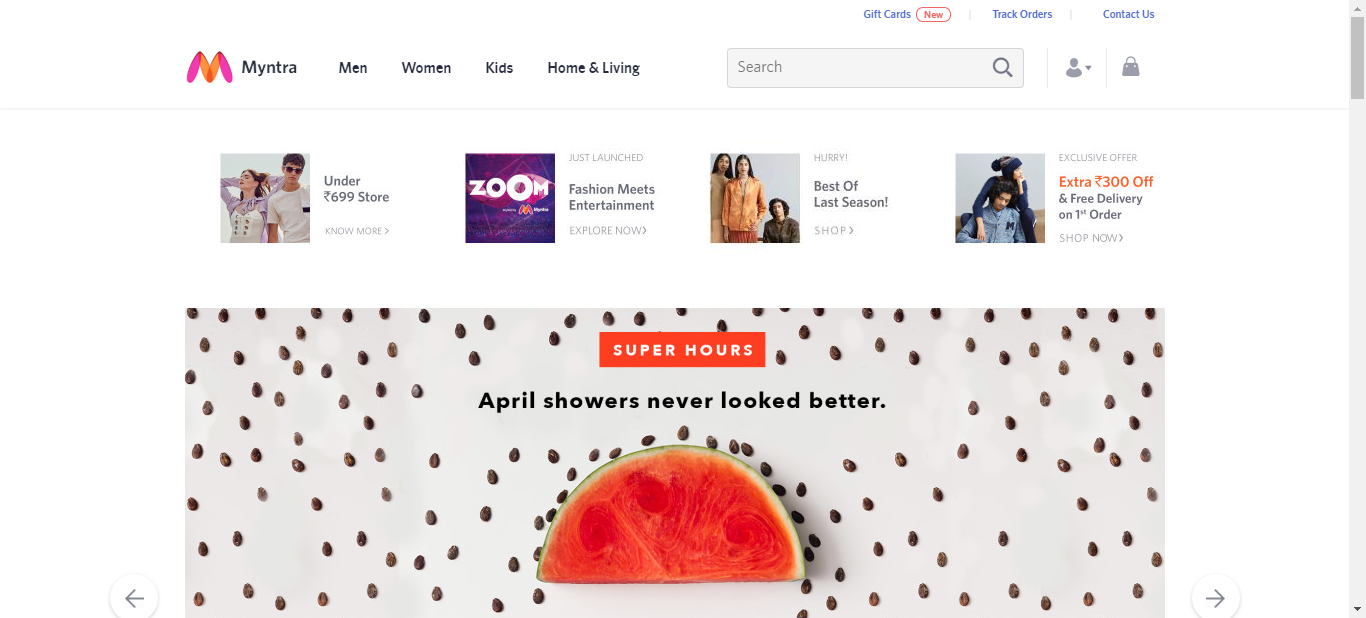 Gift Cards New Track Orders Contact Us
Myntra Men Women Kids Home & Living Search
Under
₹699 Store
KNOW MORE >
ZOOM
Myntra
JUST LAUNCHED
Fashion Meets
Entertainment
EXPLORE NOW>
HURRY!
Best Of
Last Season!
SHOP >
EXCLUSIVE OFFER
Extra ₹300 Off
& Free Delivery
on 1st Order
SHOP NOW>
SUPER HOURS
April showers never looked better.